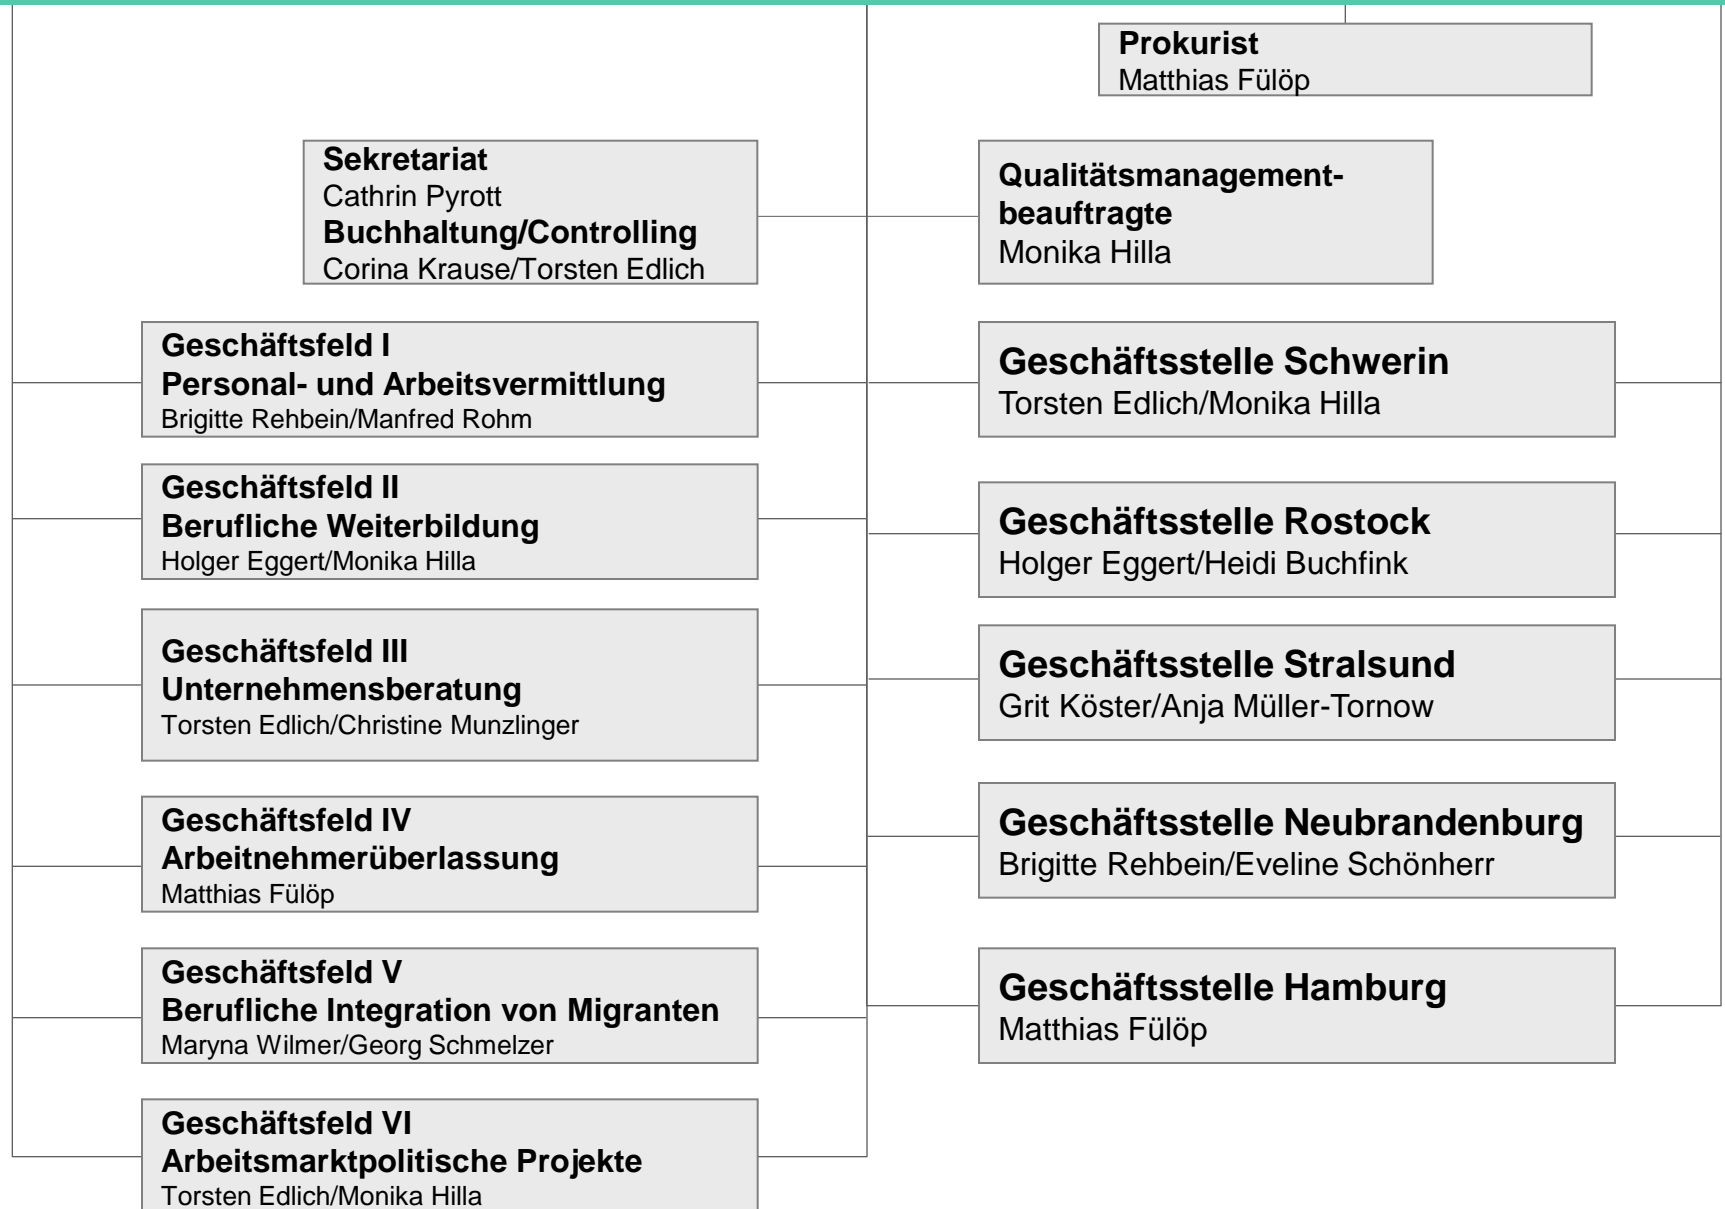 Prokurist
Matthias Fülöp
Sekretariat
Cathrin Pyrott
Buchhaltung/Controlling
Corina Krause/Torsten Edlich
Qualitätsmanagement-
beauftragte
Monika Hilla
Geschäftsfeld I
Personal- und Arbeitsvermittlung
Brigitte Rehbein/Manfred Rohm
Geschäftsfeld II
Berufliche Weiterbildung
Holger Eggert/Monika Hilla
Geschäftsfeld III
Unternehmensberatung
Torsten Edlich/Christine Munzlinger
Geschäftsfeld IV
Arbeitnehmerüberlassung
Matthias Fülöp
Geschäftsfeld V
Berufliche Integration von Migranten
Maryna Wilmer/Georg Schmelzer
Geschäftsfeld VI
Arbeitsmarktpolitische Projekte
Torsten Edlich/Monika Hilla
Geschäftsstelle Schwerin
Torsten Edlich/Monika Hilla
Geschäftsstelle Rostock
Holger Eggert/Heidi Buchfink
Geschäftsstelle Stralsund
Grit Köster/Anja Müller-Tornow
Geschäftsstelle Neubrandenburg
Brigitte Rehbein/Eveline Schönherr
Geschäftsstelle Hamburg
Matthias Fülöp